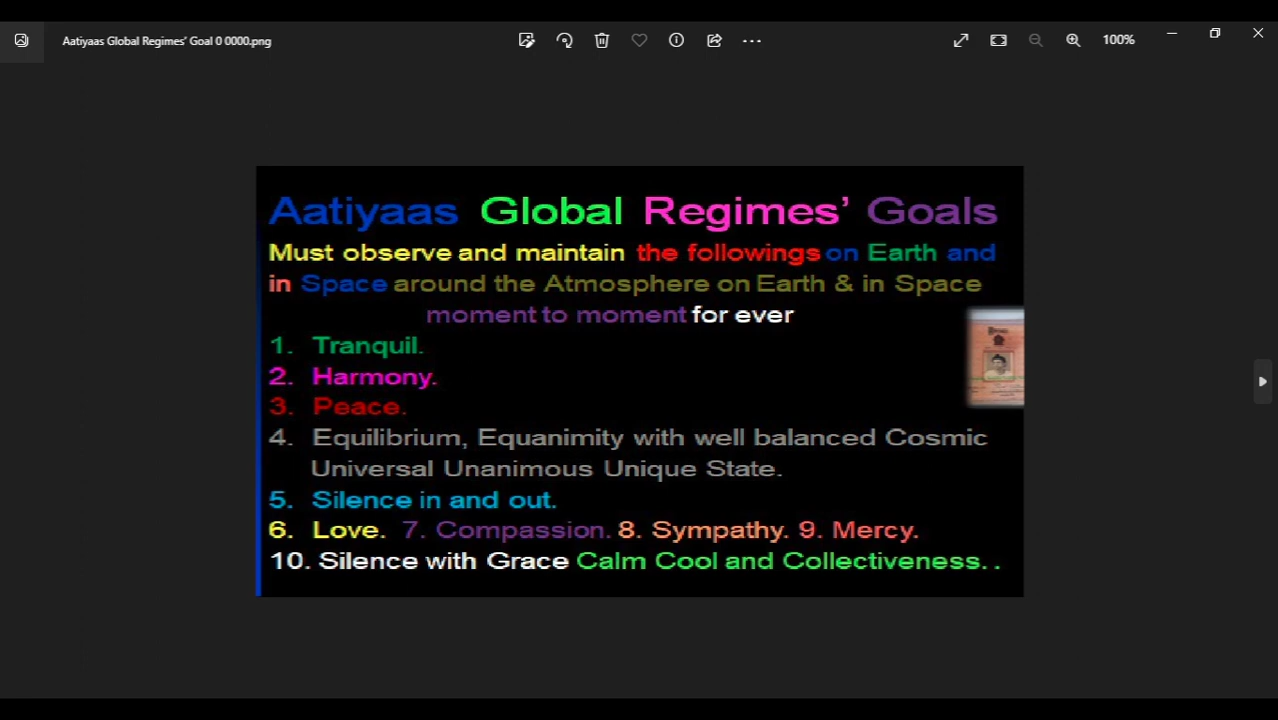 Aatiyaas Global Regimes' Goal 0 0000.png
100%
Aatiyaas Global Regimes' Goals
Must observe and maintain the followings on Earth and
in Space around the Atmosphere on Earth & in Space
moment to moment for ever
1. Tranquil.
2. Harmony.
3. Peace.
4. Equilibrium, Equanimity with well balanced Cosmic
Universal Unanimous Unique State.
5. Silence in and out.
6. Love. 7. Compassion. 8. Sympathy. 9. Mercy.
10. Silence with Grace Calm Cool and Collectiveness. .